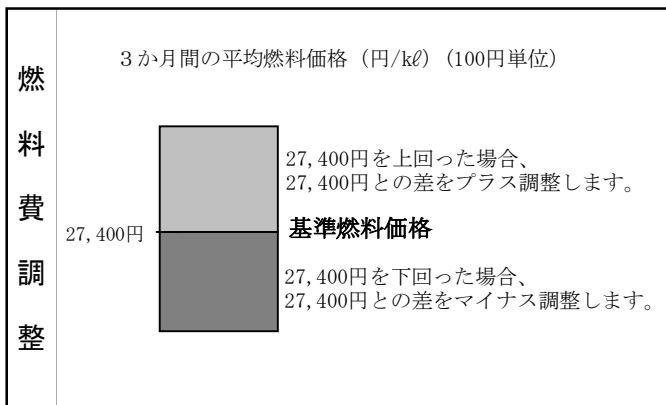 燃料費調整
3か月間の平均燃料価格（円/kℓ）（100円単位）
27,400円を上回った場合、
27,400円との差をプラス調整します。
27,400円
基準燃料価格
27,400円を下回った場合、
27,400円との差をマイナス調整します。